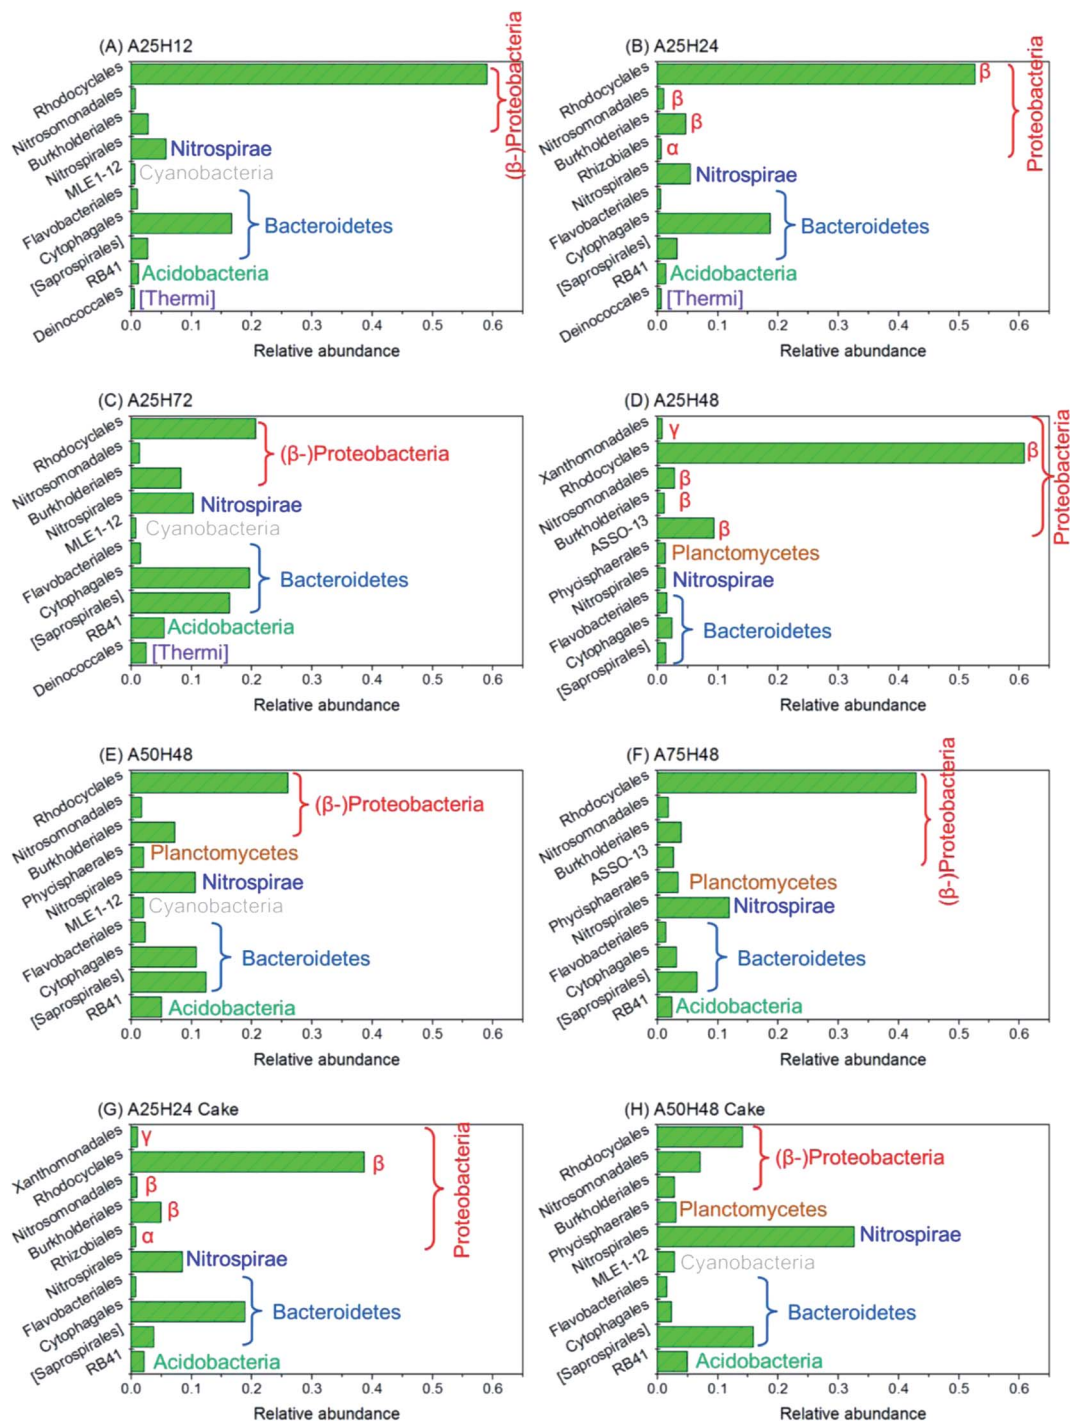 (A) A25H12
Rhodocyclales
Nitrosomonadales
Burkholderiales
Nitrospirales
MLE1-12
Flavobacteriales
Cytophagales
[Saprospirales]
RB41
Deinococcales
(β-)Proteobacteria
Nitrospirae
Cyanobacteria
Bacteroidetes
Acidobacteria
[Thermi]
0.0 0.1 0.2 0.3 0.4 0.5 0.6
Relative abundance
(B) A25H24
Rhodocyclales
Nitrosomonadales
Burkholderiales
Rhizobiales
Nitrospirales
Flavobacteriales
Cytophagales
[Saprospirales]
RB41
Deinococcales
β
β
β
α
Proteobacteria
Nitrospirae
Bacteroidetes
Acidobacteria
[Thermi]
0.0 0.1 0.2 0.3 0.4 0.5 0.6
Relative abundance
(C) A25H72
Rhodocyclales
Nitrosomonadales
Burkholderiales
Nitrospirales
MLE1-12
Flavobacteriales
Cytophagales
[Saprospirales]
RB41
Deinococcales
(β-)Proteobacteria
Nitrospirae
Cyanobacteria
Bacteroidetes
Acidobacteria
[Thermi]
0.0 0.1 0.2 0.3 0.4 0.5 0.6
Relative abundance
(D) A25H48
Xanthomonadales
Rhodocyclales
Nitrosomonadales
Burkholderiales
ASSO-13
Phycisphaerales
Nitrospirales
Flavobacteriales
Cytophagales
[Saprospirales]
γ
β
β
β
β
Proteobacteria
Planctomycetes
Nitrospirae
Bacteroidetes
0.0 0.1 0.2 0.3 0.4 0.5 0.6
Relative abundance
(E) A50H48
Rhodocyclales
Nitrosomonadales
Burkholderiales
Phycisphaerales
Nitrospirales
MLE1-12
Flavobacteriales
Cytophagales
[Saprospirales]
RB41
(β-)Proteobacteria
Planctomycetes
Nitrospirae
Cyanobacteria
Bacteroidetes
Acidobacteria
0.0 0.1 0.2 0.3 0.4 0.5 0.6
Relative abundance
(F) A75H48
Rhodocyclales
Nitrosomonadales
Burkholderiales
ASSO-13
Phycisphaerales
Nitrospirales
Flavobacteriales
Cytophagales
[Saprospirales]
RB41
(β-)Proteobacteria
Planctomycetes
Nitrospirae
Bacteroidetes
Acidobacteria
0.0 0.1 0.2 0.3 0.4 0.5 0.6
Relative abundance
(G) A25H24 Cake
Xanthomonadales
Rhodocyclales
Nitrosomonadales
Burkholderiales
Rhizobiales
Nitrospirales
Flavobacteriales
Cytophagales
[Saprospirales]
RB41
γ
β
β
β
α
Proteobacteria
Nitrospirae
Bacteroidetes
Acidobacteria
0.0 0.1 0.2 0.3 0.4 0.5 0.6
Relative abundance
(H) A50H48 Cake
Rhodocyclales
Nitrosomonadales
Burkholderiales
Phycisphaerales
Nitrospirales
MLE1-12
Flavobacteriales
Cytophagales
[Saprospirales]
RB41
(β-)Proteobacteria
Planctomycetes
Nitrospirae
Cyanobacteria
Bacteroidetes
Acidobacteria
0.0 0.1 0.2 0.3 0.4 0.5 0.6
Relative abundance